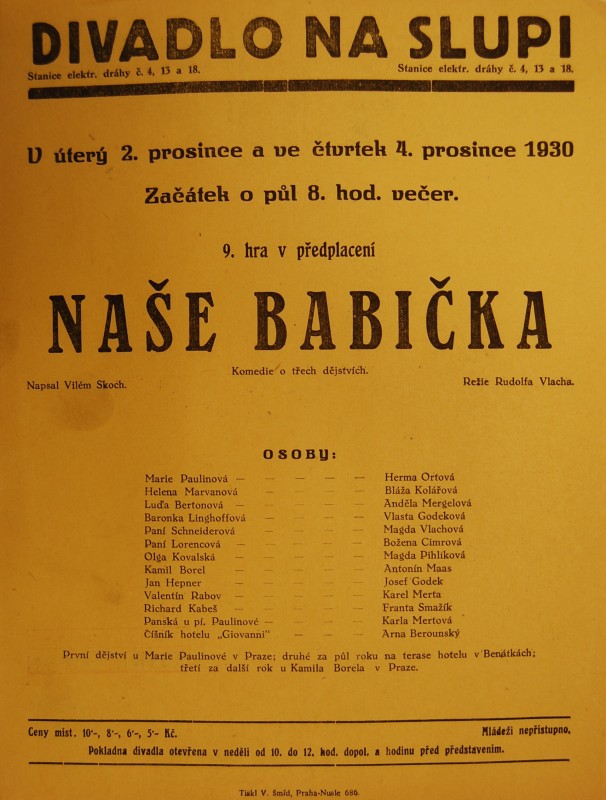 DIVADLO NA SLUPI
Stanice elektr. dráhy č. 4, 13 a 18. Stanice elektr. dráhy č. 4, 13 a 18.
V úterý 2. prosince a ve čtvrtek 4. prosince 1930
Začátek o půl 8. hod. večer.
9. hra v předplacení
NAŠE BABIČKA
Komedie o třech dějstvích.
Napsal Vilém Skoch. Režie Rudolfa Vlacha.
OSOBY:
Marie Paulinová — — — — — Herma Ortová
Helena Marvanová — — — — Bláža Kolářová
Luďa Bertonová — — — — — Anděla Mergelová
Baronka Linghoffová — — — — Vlasta Godeková
Paní Schneiderová — — — — Magda Vlachová
Paní Lorencová — — — — — Božena Cimrová
Olga Kovalská — — — — — Magda Pihlíková
Kamil Borel — — — — — Antonín Maas
Jan Hepner — — — — — Josef Godek
Valentin Rabov — — — — — Karel Merta
Richard Kabeš — — — — — Franta Smažík
Panská u pí. Paulinové — — — — Karla Mertová
Číšník hotelu „Giovanni“ — — — — Arna Berounský
První dějství u Marie Paulinové v Praze; druhé za půl roku na terase hotelu v Benátkách;
třetí za další rok u Kamila Borela v Praze.
Ceny míst. 10·-, 8·-, 6·-, 5·- Kč. Mládeži nepřístupno.
Pokladna divadla otevřena v neděli od 10. do 12. hod. dopol. a hodinu před představením.
Tiskl V. Šmíd, Praha-Nusle 686.